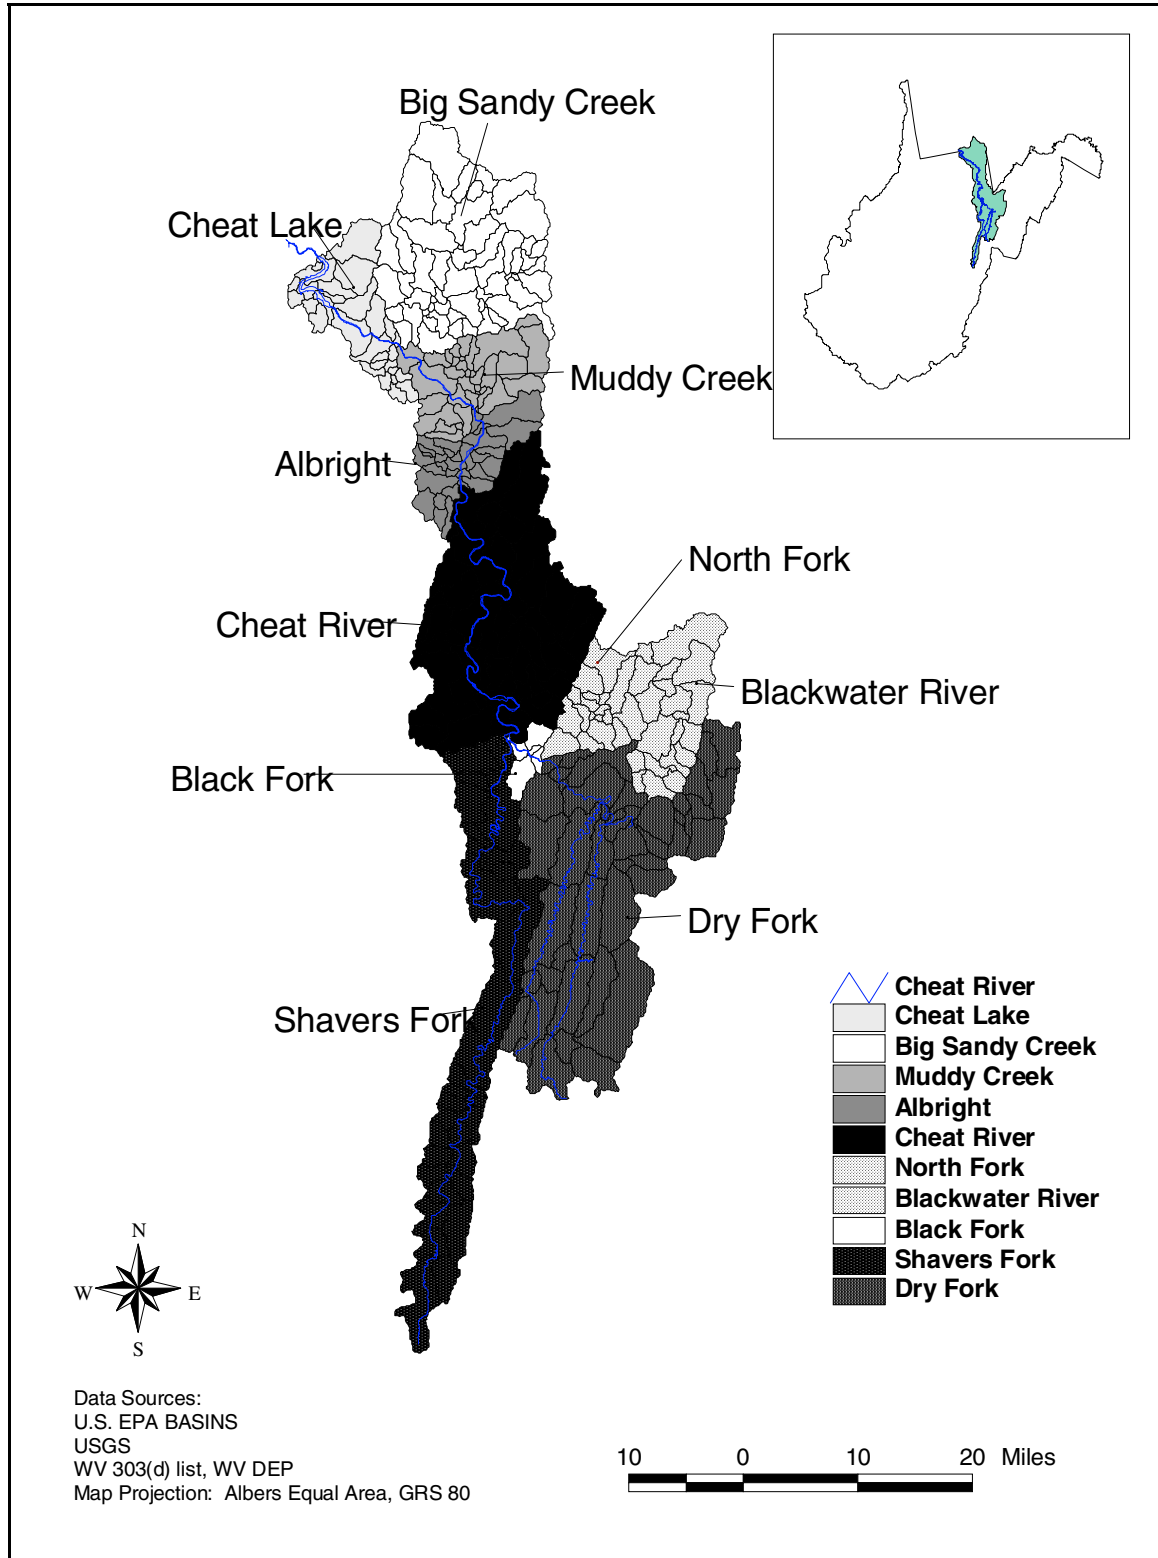 Big Sandy Creek
Cheat Lake
Muddy Creek
Albright
North Fork
Cheat River
Blackwater River
Black Fork
Dry Fork
Shavers Fork
Cheat River
Cheat Lake
Big Sandy Creek
Muddy Creek
Albright
Cheat River
North Fork
Blackwater River
Black Fork
Shavers Fork
Dry Fork
N
W E
S
Data Sources:
U.S. EPA BASINS
USGS
WV 303(d) list, WV DEP
Map Projection: Albers Equal Area, GRS 80
10 0 10 20 Miles